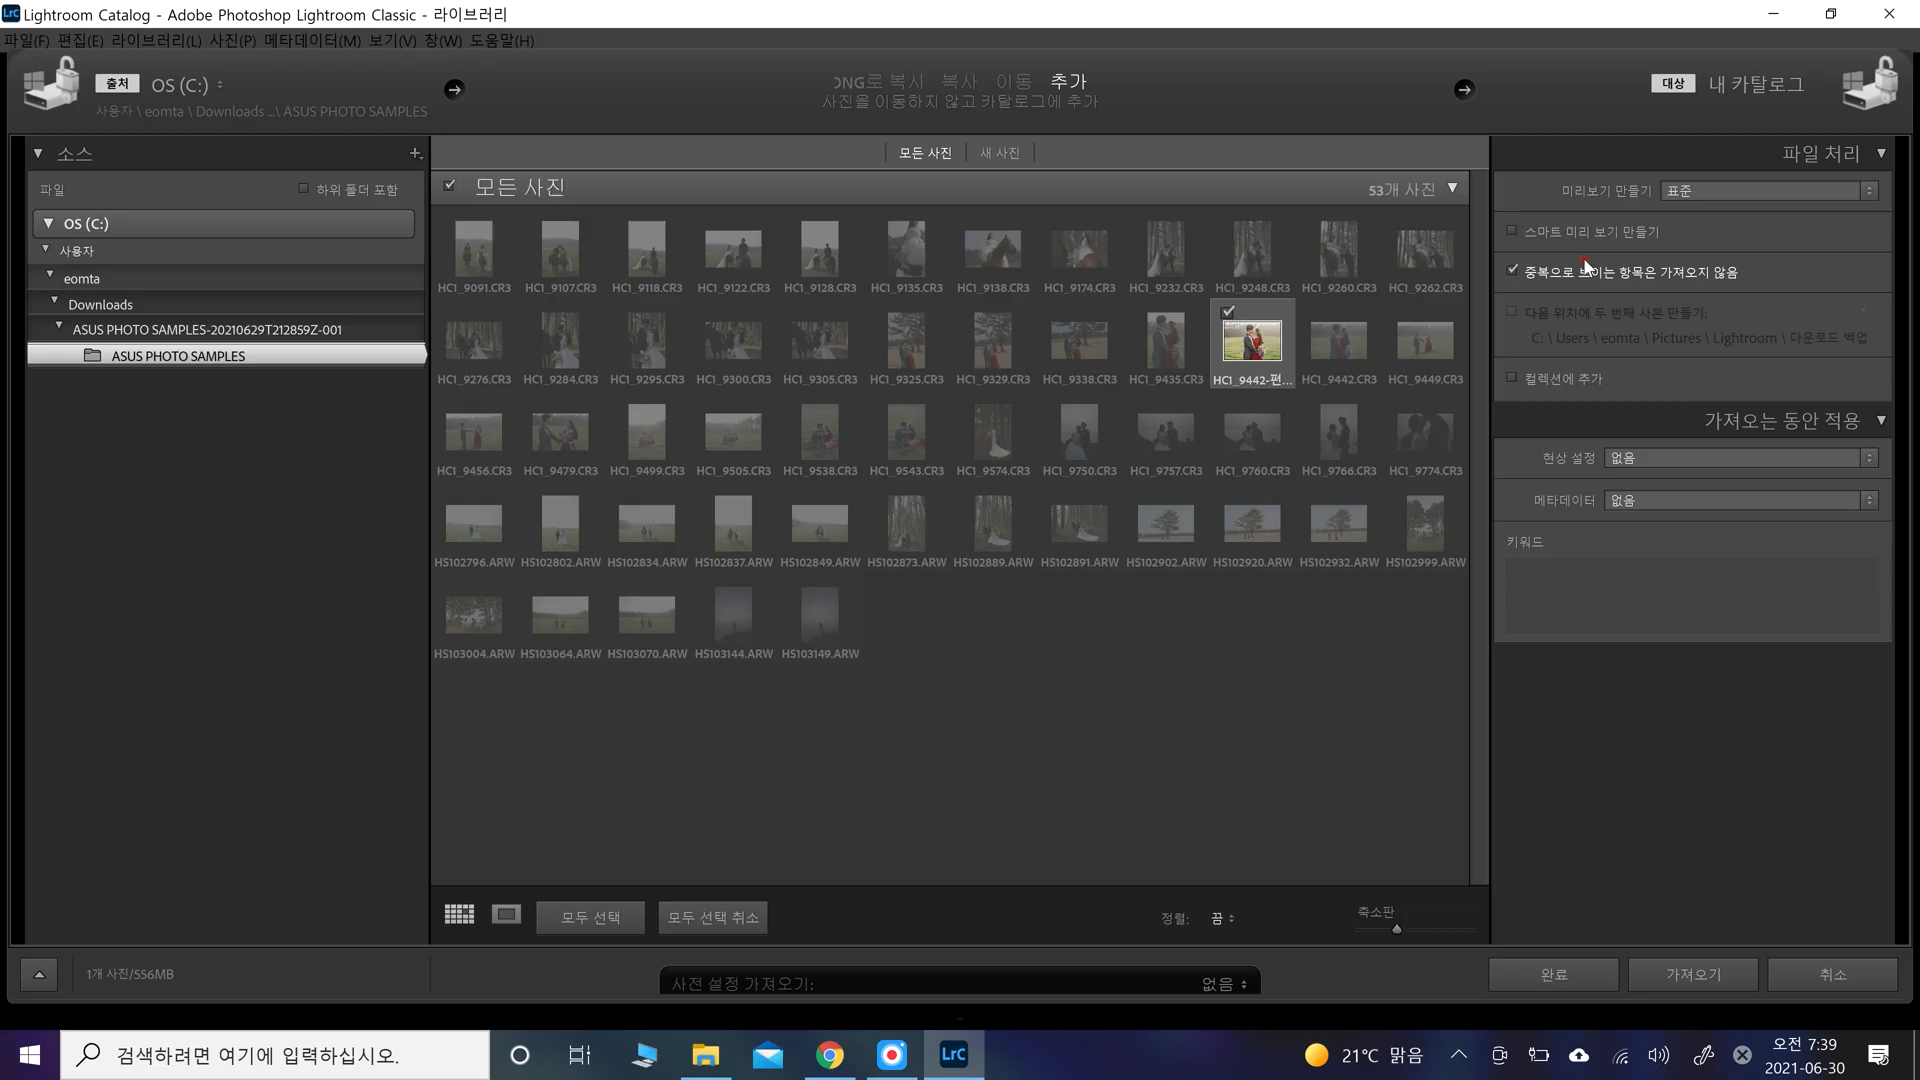 Lightroom Catalog - Adobe Photoshop Lightroom Classic - 라이브러리
파일(F) 편집(E) 라이브러리(L) 사진(P) 메타데이터(M) 보기(V) 창(W) 도움말(H)
출처 OS (C:)
사용자 \ eomta \ Downloads ...\ ASUS PHOTO SAMPLES
DNG로 복사 복사 이동 추가
사진을 이동하지 않고 카탈로그에 추가
대상 내 카탈로그
소스
파일 하위 폴더 포함
OS (C:)
사용자
eomta
Downloads
ASUS PHOTO SAMPLES-20210629T212859Z-001
ASUS PHOTO SAMPLES
모든 사진 새 사진
모든 사진 53개 사진
HC1_9091.CR3 HC1_9107.CR3 HC1_9118.CR3 HC1_9122.CR3 HC1_9128.CR3 HC1_9135.CR3 HC1_9138.CR3 HC1_9174.CR3 HC1_9232.CR3 HC1_9248.CR3 HC1_9260.CR3 HC1_9262.CR3
HC1_9276.CR3 HC1_9284.CR3 HC1_9295.CR3 HC1_9300.CR3 HC1_9305.CR3 HC1_9325.CR3 HC1_9329.CR3 HC1_9338.CR3 HC1_9435.CR3 HC1_9442-편... HC1_9442.CR3 HC1_9449.CR3
HC1_9456.CR3 HC1_9479.CR3 HC1_9499.CR3 HC1_9505.CR3 HC1_9538.CR3 HC1_9543.CR3 HC1_9574.CR3 HC1_9750.CR3 HC1_9757.CR3 HC1_9760.CR3 HC1_9766.CR3 HC1_9774.CR3
HS102796.ARW HS102802.ARW HS102834.ARW HS102837.ARW HS102849.ARW HS102873.ARW HS102889.ARW HS102891.ARW HS102902.ARW HS102920.ARW HS102932.ARW HS102999.ARW
HS103004.ARW HS103064.ARW HS103070.ARW HS103144.ARW HS103149.ARW
파일 처리
미리보기 만들기 표준
스마트 미리 보기 만들기
중복으로 보이는 항목은 가져오지 않음
다음 위치에 두 번째 사본 만들기:
C: \ Users \ eomta \ Pictures \ Lightroom \ 다운로드 백업
컬렉션에 추가
가져오는 동안 적용
현상 설정 없음
메타데이터 없음
키워드
모두 선택 모두 선택 취소 정렬: 끔 축소판
1개 사진/556MB 사전 설정 가져오기: 없음 완료 가져오기 취소
검색하려면 여기에 입력하십시오. LrC 21℃ 맑음 오전 7:39
2021-06-30